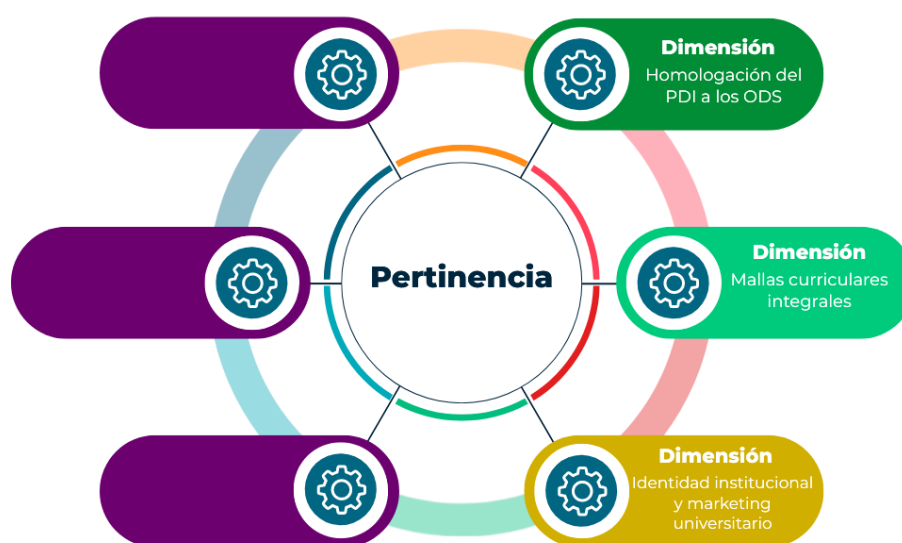 Dimensión
Homologación del
PDI a los ODS
Pertinencia
Dimensión
Mallas curriculares
integrales
Dimensión
Identidad institucional
y marketing
universitario